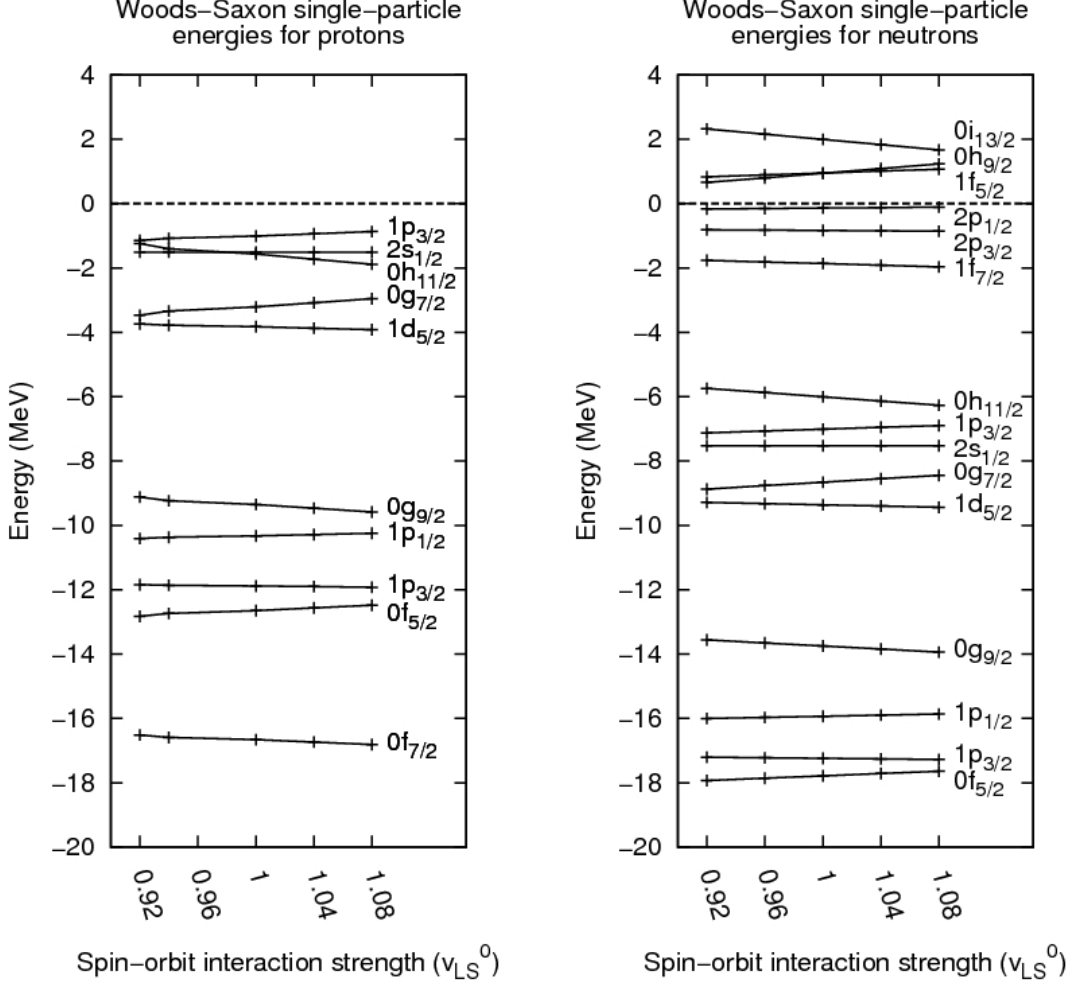 Woods−Saxon single−particle
energies for protons
4
2
0
−2
−4
−6
−8
−10
−12
−14
−16
−18
−20
Energy (MeV)
1p3/2
2s1/2
0h11/2
0g7/2
1d5/2
0g9/2
1p1/2
1p3/2
0f5/2
0f7/2
0.92
0.96
1
1.04
1.08
Spin−orbit interaction strength (vLS0)
Woods−Saxon single−particle
energies for neutrons
4
2
0
−2
−4
−6
−8
−10
−12
−14
−16
−18
−20
Energy (MeV)
0i13/2
0h9/2
1f5/2
2p1/2
2p3/2
1f7/2
0h11/2
1p3/2
2s1/2
0g7/2
1d5/2
0g9/2
1p1/2
1p3/2
0f5/2
0.92
0.96
1
1.04
1.08
Spin−orbit interaction strength (vLS0)